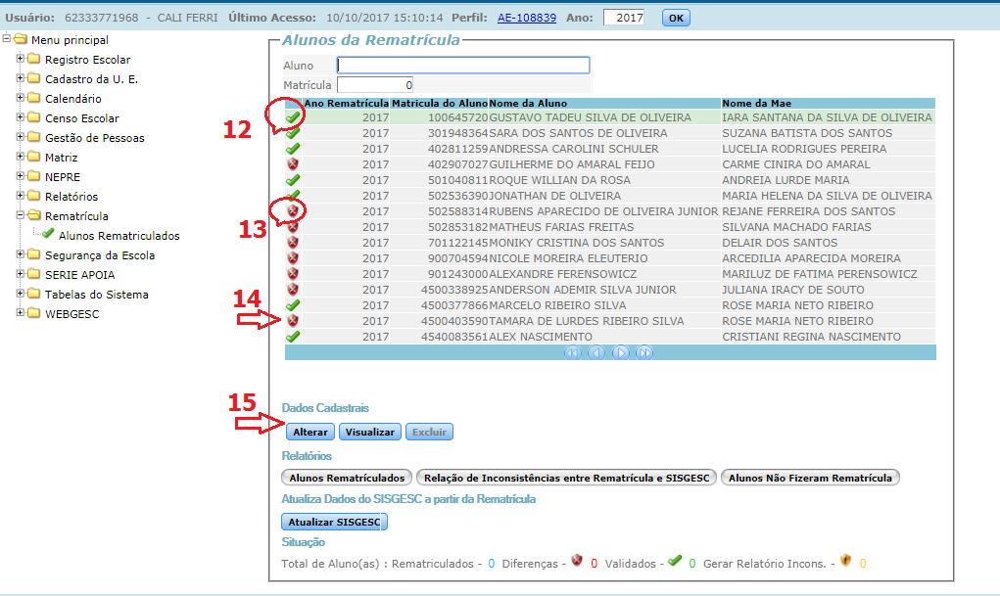 Usuário: 62333771968 - CALI FERRI Último Acesso: 10/10/2017 15:10:14 Perfil: AE-108839 Ano: 2017 OK
Menu principal
Registro Escolar
Cadastro da U. E.
Calendário
Censo Escolar
Gestão de Pessoas
Matriz
NEPRE
Relatórios
Rematrícula
Alunos Rematriculados
Segurança da Escola
SERIE APOIA
Tabelas do Sistema
WEBGESC
Alunos da Rematrícula
Aluno
Matrícula 0
Ano Rematrícula Matricula do Aluno Nome da Aluno Nome da Mae
12
2017 100645720 GUSTAVO TADEU SILVA DE OLIVEIRA IARA SANTANA DA SILVA DE OLIVEIRA
2017 301948364 SARA DOS SANTOS DE OLIVEIRA SUZANA BATISTA DOS SANTOS
2017 402811259 ANDRESSA CAROLINI SCHULER LUCELIA RODRIGUES PEREIRA
2017 402907027 GUILHERME DO AMARAL FEIJO CARME CINIRA DO AMARAL
2017 501040811 ROQUE WILLIAN DA ROSA ANDREIA LURDE MARIA
2017 502536390 JONATHAN DE OLIVEIRA MARIA HELENA DA SILVA DE OLIVEIRA
2017 502588314 RUBENS APARECIDO DE OLIVEIRA JUNIOR REJANE FERREIRA DOS SANTOS
13
2017 502853182 MATHEUS FARIAS FREITAS SILVANA MACHADO FARIAS
2017 701122145 MONIKY CRISTINA DOS SANTOS DELAIR DOS SANTOS
2017 900704594 NICOLE MOREIRA ELEUTERIO ARCEDILIA APARECIDA MOREIRA
2017 901243000 ALEXANDRE FERENSOWICZ MARILUZ DE FATIMA PERENSOWICZ
2017 4500338925 ANDERSON ADEMIR SILVA JUNIOR JULIANA IRACY DE SOUTO
14
2017 4500377866 MARCELO RIBEIRO SILVA ROSE MARIA NETO RIBEIRO
2017 4500403590 TAMARA DE LURDES RIBEIRO SILVA ROSE MARIA NETO RIBEIRO
2017 4540083561 ALEX NASCIMENTO CRISTIANI REGINA NASCIMENTO
15
Dados Cadastrais
Alterar Visualizar Excluir
Relatórios
Alunos Rematrículados Relação de Inconsistências entre Rematrícula e SISGESC Alunos Não Fizeram Rematrícula
Atualiza Dados do SISGESC a partir da Rematrícula
Atualizar SISGESC
Situação
Total de Aluno(as) : Rematriculados - 0 Diferenças - 0 Validados - 0 Gerar Relatório Incons. - 0